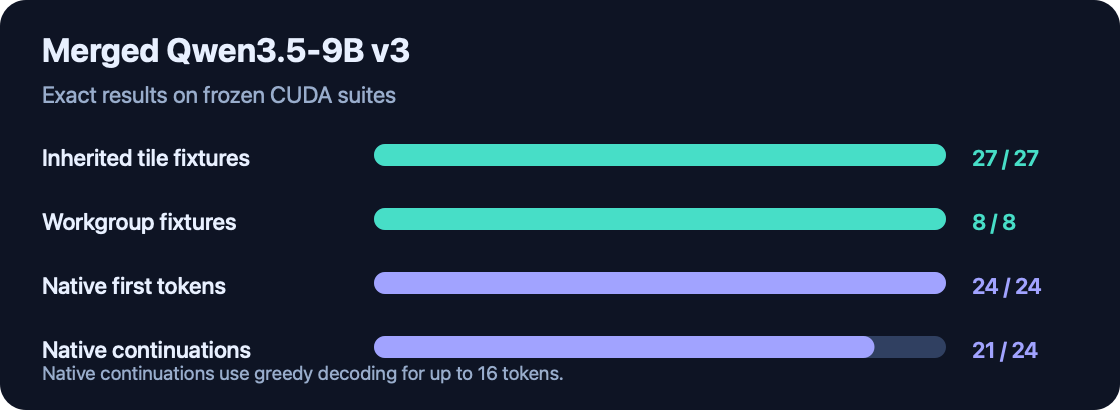 Merged Qwen3.5-9B v3
Exact results on frozen CUDA suites
Inherited tile fixtures 27 / 27
Workgroup fixtures 8 / 8
Native first tokens 24 / 24
Native continuations 21 / 24
Native continuations use greedy decoding for up to 16 tokens.